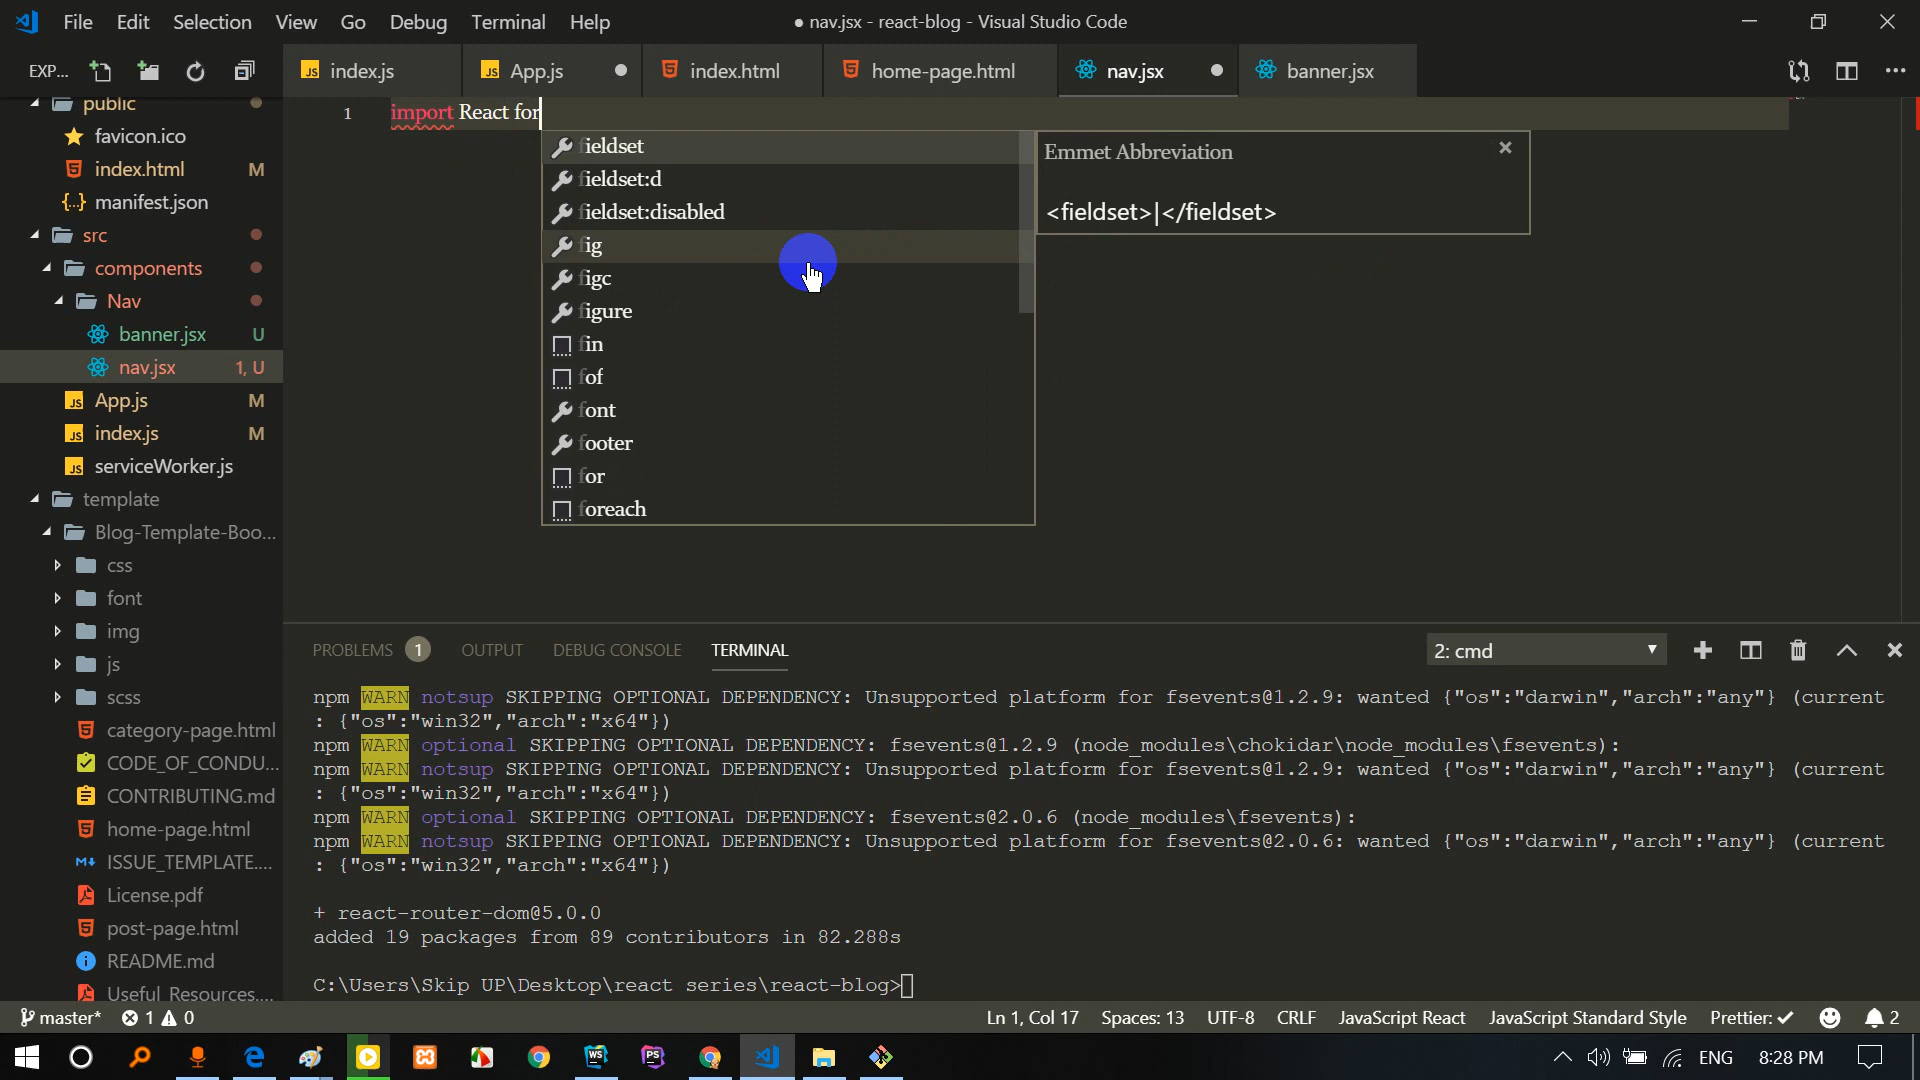 File Edit Selection View Go Debug Terminal Help
● nav.jsx - react-blog - Visual Studio Code
EXP...
index.js
App.js
index.html
home-page.html
nav.jsx
banner.jsx
public
favicon.ico
index.html M
manifest.json
src
components
Nav
banner.jsx U
nav.jsx 1, U
App.js M
index.js M
serviceWorker.js
template
Blog-Template-Boo...
css
font
img
js
scss
category-page.html
CODE_OF_CONDU...
CONTRIBUTING.md
home-page.html
ISSUE_TEMPLATE....
License.pdf
post-page.html
README.md
Useful_Resources....
1 import React for
fieldset
fieldset:d
fieldset:disabled
fig
figc
figure
fin
fof
font
footer
for
foreach
Emmet Abbreviation
<fieldset>|</fieldset>
PROBLEMS 1 OUTPUT DEBUG CONSOLE TERMINAL
2: cmd
npm WARN notsup SKIPPING OPTIONAL DEPENDENCY: Unsupported platform for fsevents@1.2.9: wanted {"os":"darwin","arch":"any"} (current
: {"os":"win32","arch":"x64"})
npm WARN optional SKIPPING OPTIONAL DEPENDENCY: fsevents@1.2.9 (node_modules\chokidar\node_modules\fsevents):
npm WARN notsup SKIPPING OPTIONAL DEPENDENCY: Unsupported platform for fsevents@1.2.9: wanted {"os":"darwin","arch":"any"} (current
: {"os":"win32","arch":"x64"})
npm WARN optional SKIPPING OPTIONAL DEPENDENCY: fsevents@2.0.6 (node_modules\fsevents):
npm WARN notsup SKIPPING OPTIONAL DEPENDENCY: Unsupported platform for fsevents@2.0.6: wanted {"os":"darwin","arch":"any"} (current
: {"os":"win32","arch":"x64"})
+ react-router-dom@5.0.0
added 19 packages from 89 contributors in 82.288s
C:\Users\Skip UP\Desktop\react series\react-blog>
master* 1 0
Ln 1, Col 17 Spaces: 13 UTF-8 CRLF JavaScript React JavaScript Standard Style Prettier: ✓ 2
ENG 8:28 PM